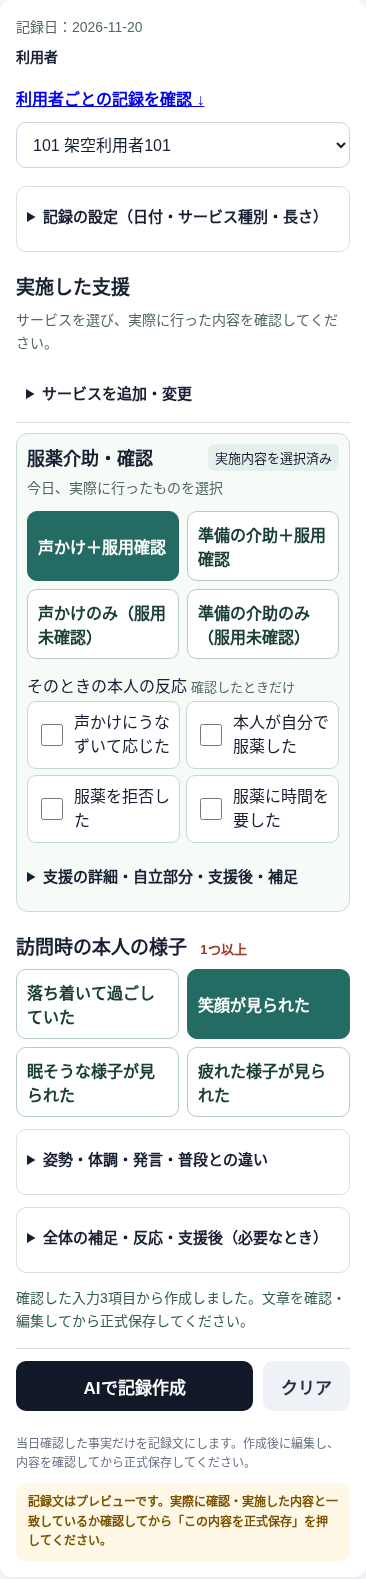 記録日：2026-11-20
利用者
利用者ごとの記録を確認 ↓
101 架空利用者101
▶ 記録の設定（日付・サービス種別・長さ）
実施した支援
サービスを選び、実際に行った内容を確認してくだ
さい。
▶ サービスを追加・変更
服薬介助・確認
実施内容を選択済み
今日、実際に行ったものを選択
声かけ＋服用確認
準備の介助＋服用
確認
声かけのみ（服用
未確認）
準備の介助のみ
（服用未確認）
そのときの本人の反応 確認したときだけ
声かけにうな
ずいて応じた
本人が自分で
服薬した
服薬を拒否し
た
服薬に時間を
要した
▶ 支援の詳細・自立部分・支援後・補足
訪問時の本人の様子 1つ以上
落ち着いて過ごし
ていた
笑顔が見られた
眠そうな様子が見
られた
疲れた様子が見ら
れた
▶ 姿勢・体調・発言・普段との違い
▶ 全体の補足・反応・支援後（必要なとき）
確認した入力3項目から作成しました。文章を確認・
編集してから正式保存してください。
AIで記録作成
クリア
当日確認した事実だけを記録文にします。作成後に編集し、
内容を確認してから正式保存してください。
記録文はプレビューです。実際に確認・実施した内容と一
致しているか確認してから「この内容を正式保存」を押
してください。